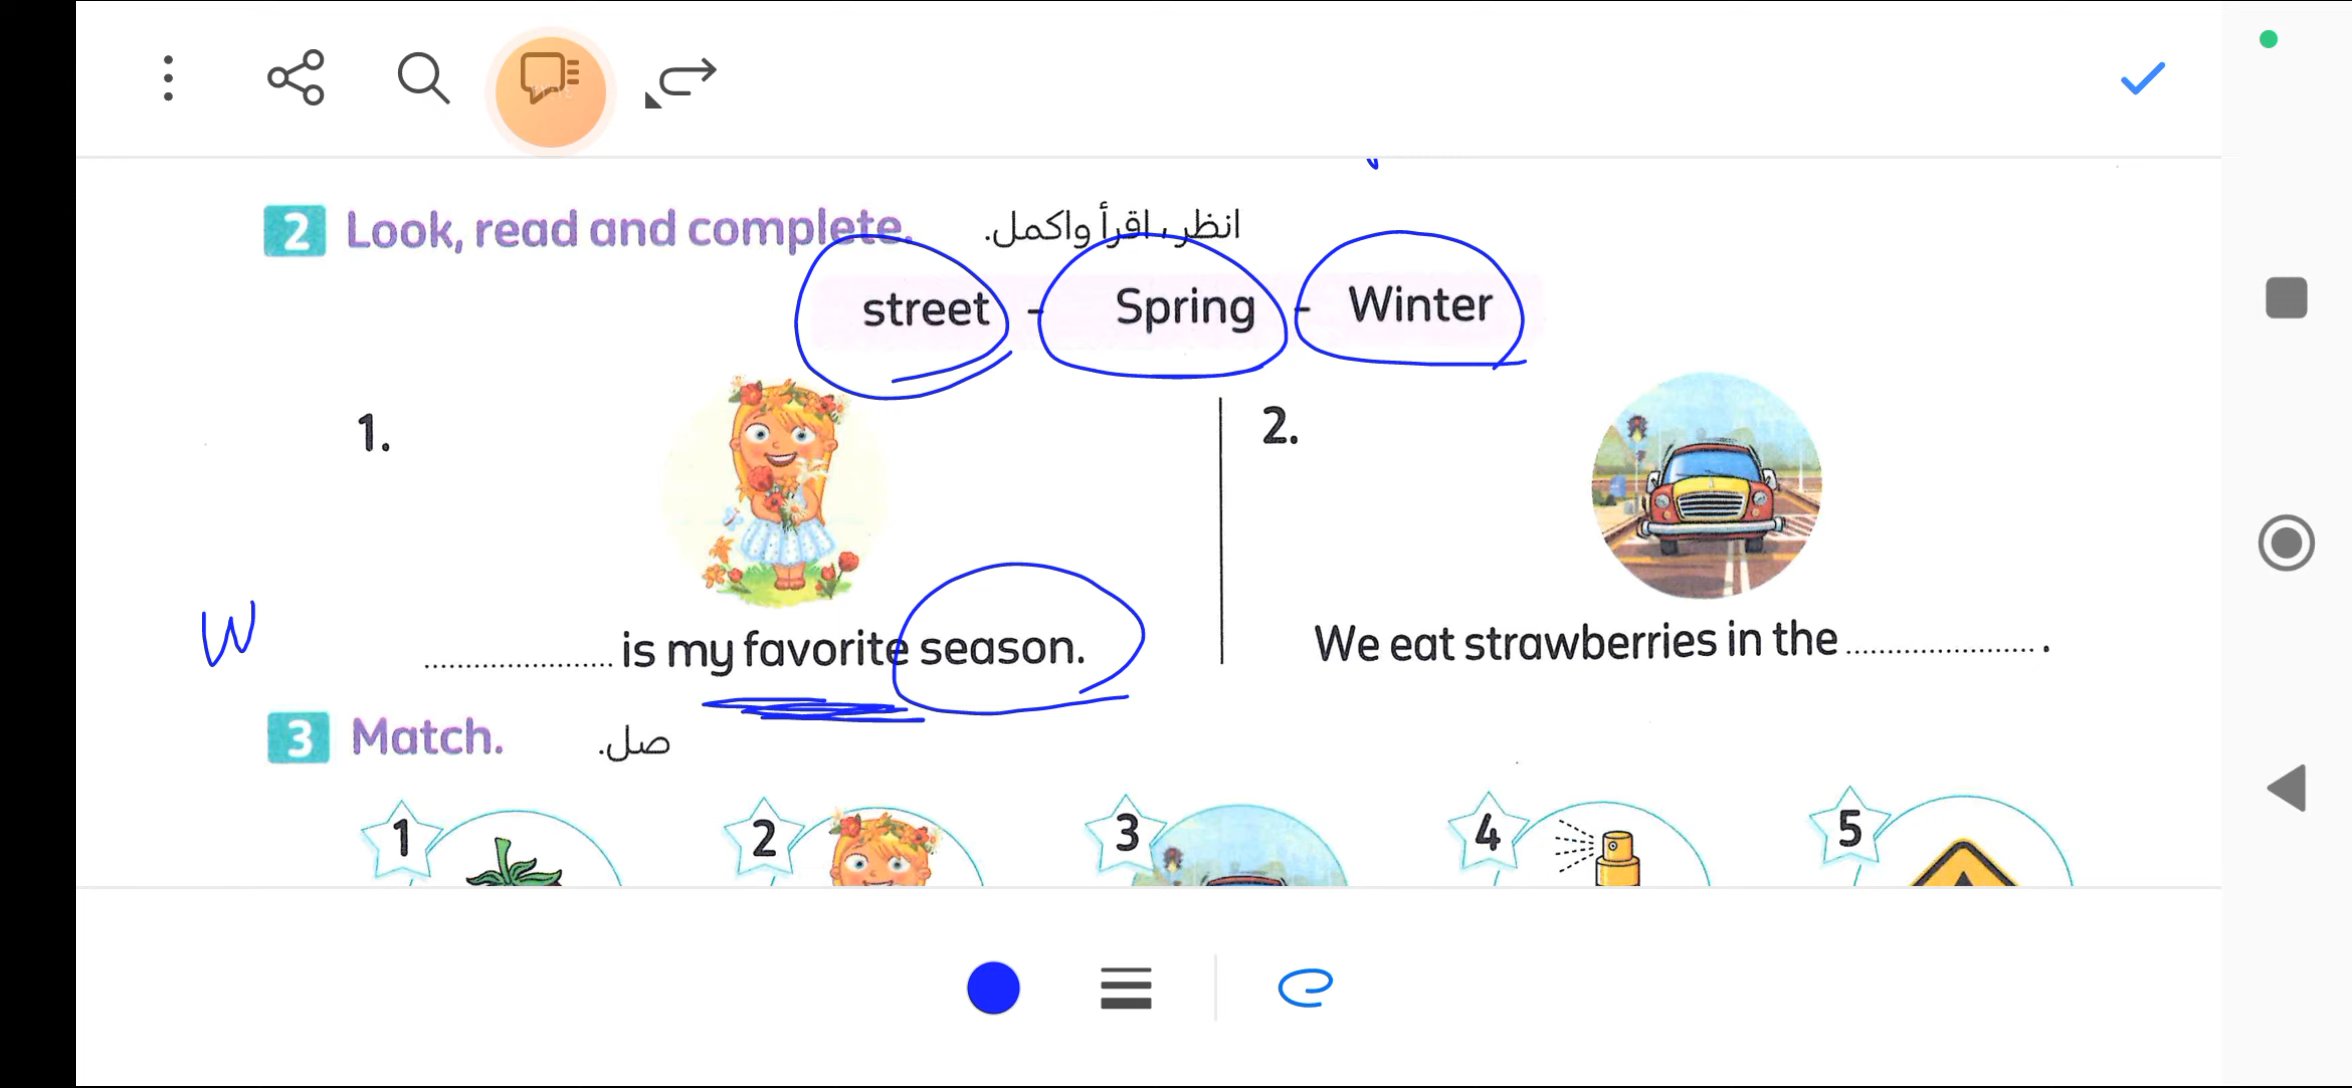 2 Look, read and complete. انظر، اقرأ واكمل.
street - Spring - Winter
1.
2.
W ..................... is my favorite season.
We eat strawberries in the ..................... .
3 Match. صل.
1 2 3 4 5